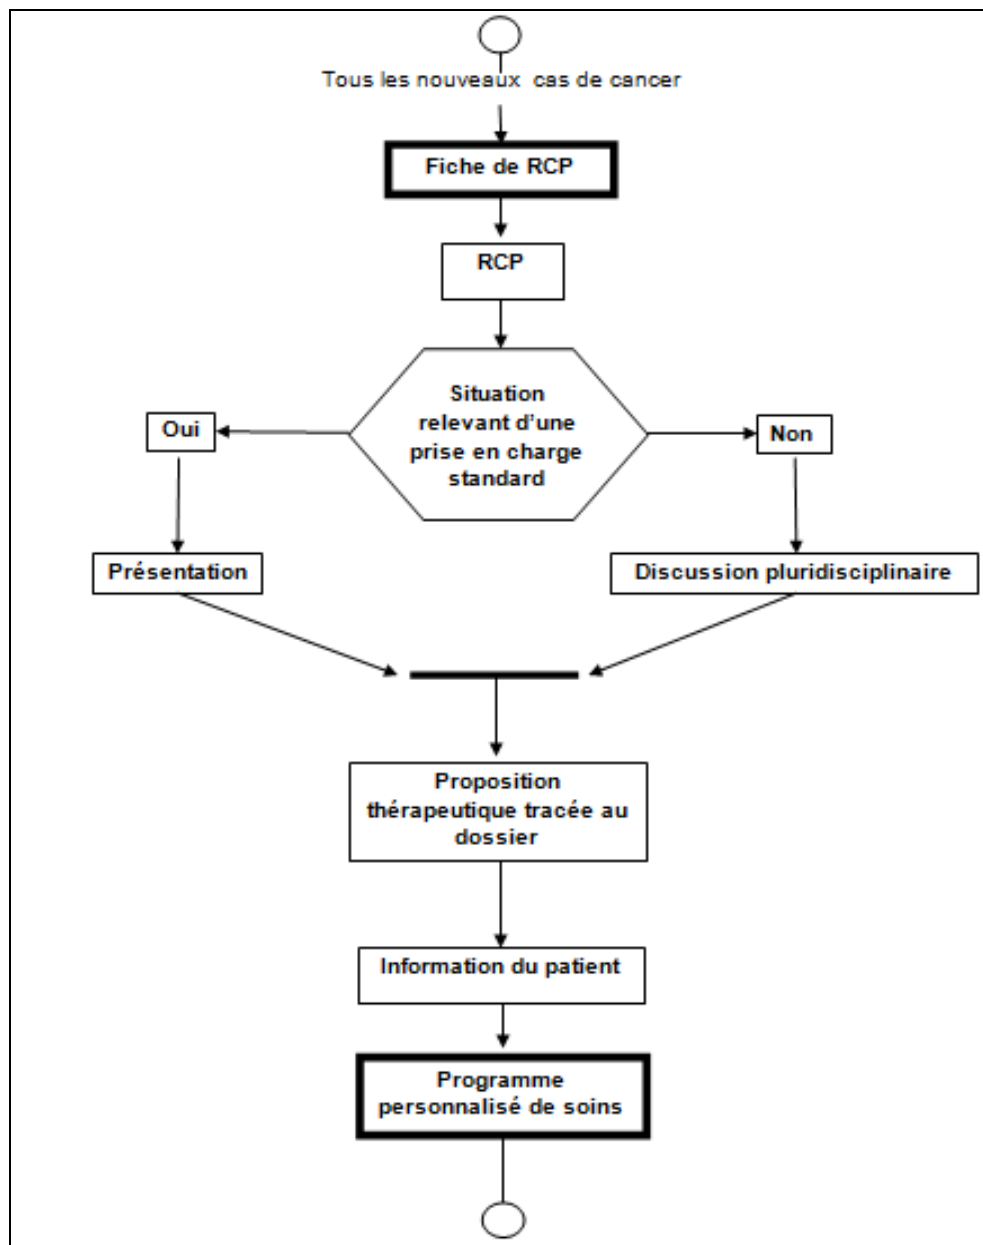 Tous les nouveaux cas de cancer
Fiche de RCP
RCP
Situation
relevant d’une
prise en charge
standard
Oui
Non
Présentation
Discussion pluridisciplinaire
Proposition
thérapeutique tracée au
dossier
Information du patient
Programme
personnalisé de soins